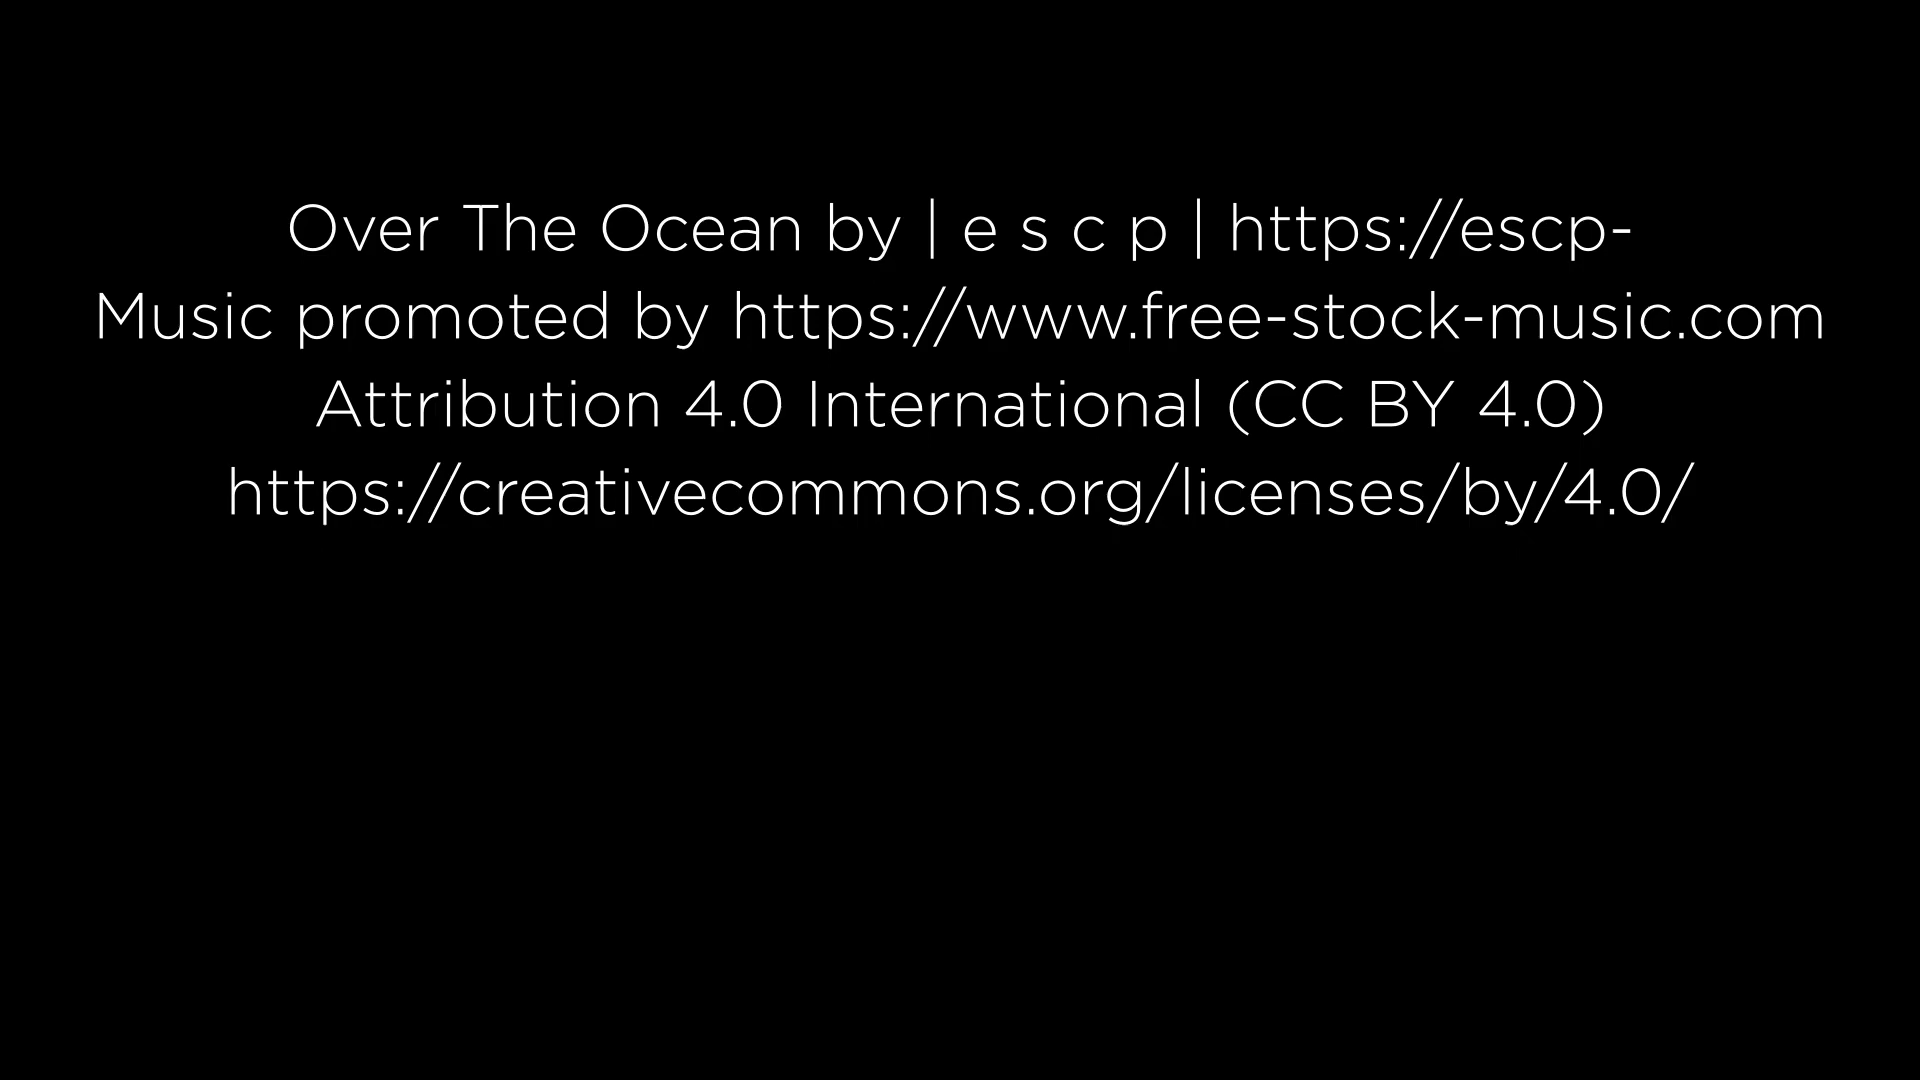 Over The Ocean by | e s c p | https://escp-
Music promoted by https://www.free-stock-music.com
Attribution 4.0 International (CC BY 4.0)
https://creativecommons.org/licenses/by/4.0/